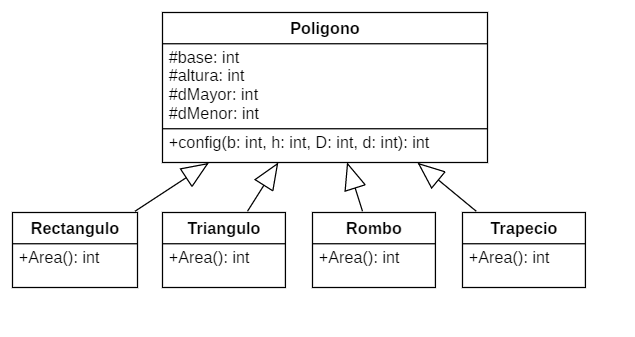 Poligono
#base: int
#altura: int
#dMayor: int
#dMenor: int
+config(b: int, h: int, D: int, d: int): int
Rectangulo
+Area(): int
Triangulo
+Area(): int
Rombo
+Area(): int
Trapecio
+Area(): int